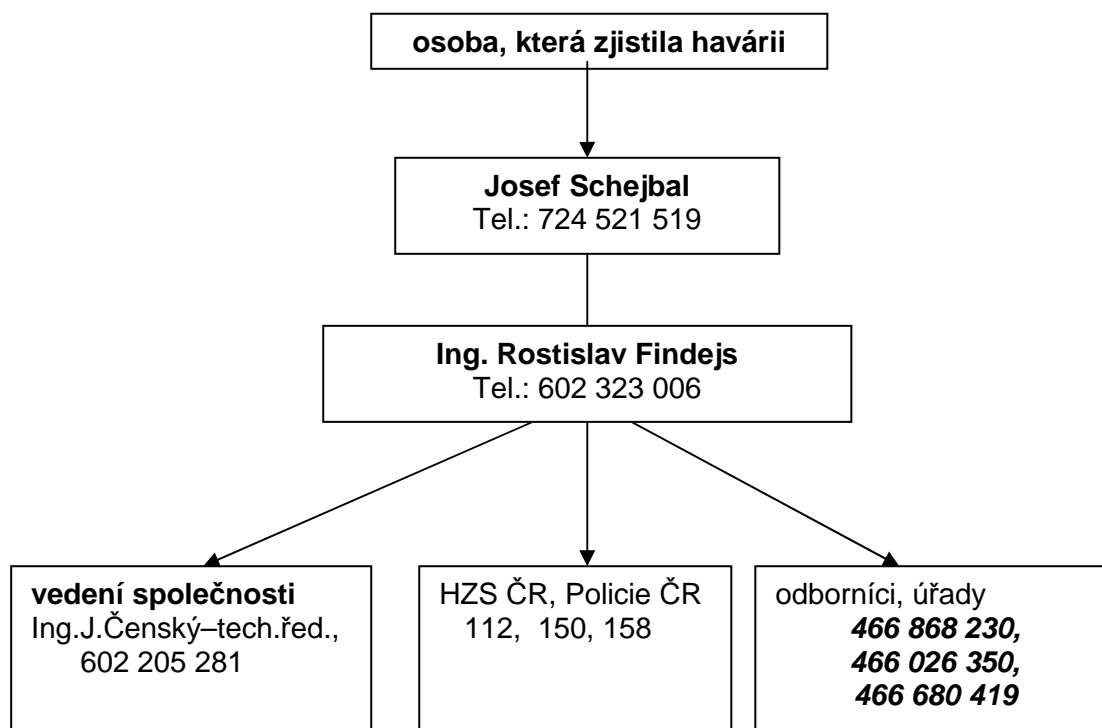 osoba, která zjistila havárii
Josef Schejbal
Tel.: 724 521 519
Ing. Rostislav Findejs
Tel.: 602 323 006
vedení společnosti
Ing.J.Čenský–tech.řed.,
602 205 281
HZS ČR, Policie ČR
112, 150, 158
odborníci, úřady
466 868 230,
466 026 350,
466 680 419